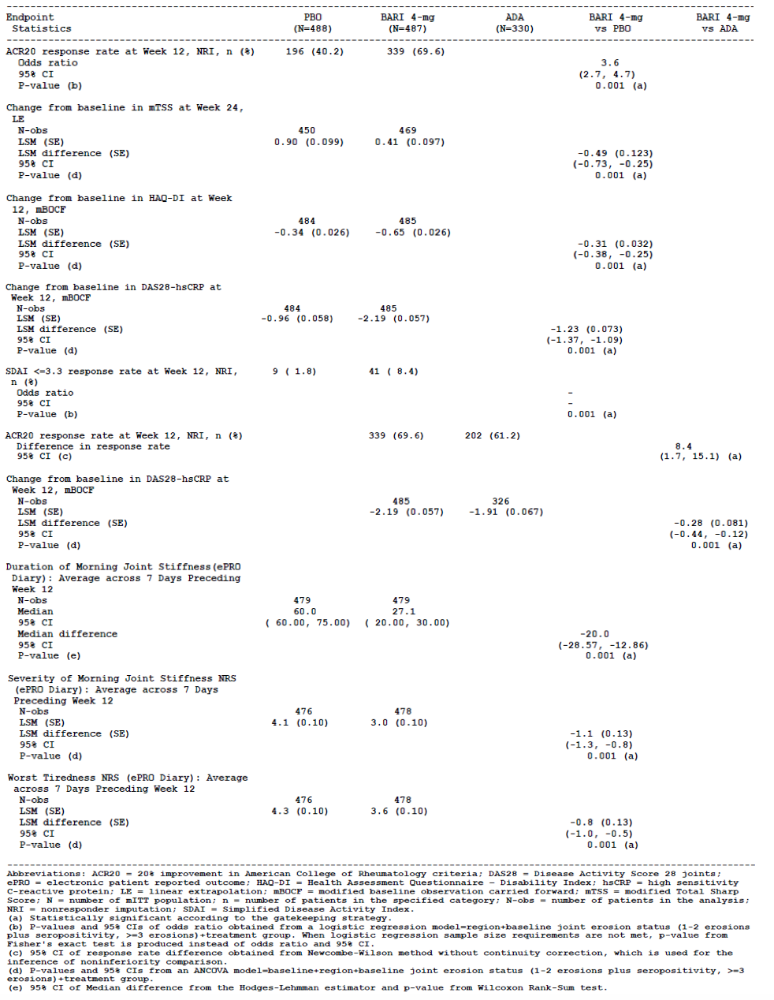 Endpoint PBO BARI 4-mg ADA BARI 4-mg BARI 4-mg
Statistics (N=488) (N=487) (N=330) vs PBO vs ADA
ACR20 response rate at Week 12, NRI, n (%) 196 (40.2) 339 (69.6)
Odds ratio 3.6
95% CI (2.7, 4.7)
P-value (b) 0.001 (a)
Change from baseline in mTSS at Week 24,
LE
N-obs 450 469
LSM (SE) 0.90 (0.099) 0.41 (0.097)
LSM difference (SE) -0.49 (0.123)
95% CI (-0.73, -0.25)
P-value (d) 0.001 (a)
Change from baseline in HAQ-DI at Week
12, mBOCF
N-obs 484 485
LSM (SE) -0.34 (0.026) -0.65 (0.026)
LSM difference (SE) -0.31 (0.032)
95% CI (-0.38, -0.25)
P-value (d) 0.001 (a)
Change from baseline in DAS28-hsCRP at
Week 12, mBOCF
N-obs 484 485
LSM (SE) -0.96 (0.058) -2.19 (0.057)
LSM difference (SE) -1.23 (0.073)
95% CI (-1.37, -1.09)
P-value (d) 0.001 (a)
SDAI <=3.3 response rate at Week 12, NRI, 9 ( 1.8) 41 ( 8.4)
n (%)
Odds ratio -
95% CI -
P-value (b) 0.001 (a)
ACR20 response rate at Week 12, NRI, n (%) 339 (69.6) 202 (61.2)
Difference in response rate 8.4
95% CI (c) (1.7, 15.1) (a)
Change from baseline in DAS28-hsCRP at
Week 12, mBOCF
N-obs 485 326
LSM (SE) -2.19 (0.057) -1.91 (0.067)
LSM difference (SE) -0.28 (0.081)
95% CI (-0.44, -0.12)
P-value (d) 0.001 (a)
Duration of Morning Joint Stiffness(ePRO
Diary): Average across 7 Days Preceding
Week 12
N-obs 479 479
Median 60.0 27.1
95% CI ( 60.00, 75.00) ( 20.00, 30.00)
Median difference -20.0
95% CI (-28.57, -12.86)
P-value (e) 0.001 (a)
Severity of Morning Joint Stiffness NRS
(ePRO Diary): Average across 7 Days
Preceding Week 12
N-obs 476 478
LSM (SE) 4.1 (0.10) 3.0 (0.10)
LSM difference (SE) -1.1 (0.13)
95% CI (-1.3, -0.8)
P-value (d) 0.001 (a)
Worst Tiredness NRS (ePRO Diary): Average
across 7 Days Preceding Week 12
N-obs 476 478
LSM (SE) 4.3 (0.10) 3.6 (0.10)
LSM difference (SE) -0.8 (0.13)
95% CI (-1.0, -0.5)
P-value (d) 0.001 (a)
Abbreviations: ACR20 = 20% improvement in American College of Rheumatology criteria; DAS28 = Disease Activity Score 28 joints;
ePRO = electronic patient reported outcome; HAQ-DI = Health Assessment Questionnaire - Disability Index; hsCRP = high sensitivity
C-reactive protein; LE = linear extrapolation; mBOCF = modified baseline observation carried forward; mTSS = modified Total Sharp
Score; N = number of mITT population; n = number of patients in the specified category; N-obs = number of patients in the analysis;
NRI = nonresponder imputation; SDAI = Simplified Disease Activity Index.
(a) Statistically significant according to the gatekeeping strategy.
(b) P-values and 95% CIs of odds ratio obtained from a logistic regression model=region+baseline joint erosion status (1-2 erosions
plus seropositivity, >=3 erosions)+treatment group. When logistic regression sample size requirements are not met, p-value from
Fisher's exact test is produced instead of odds ratio and 95% CI.
(c) 95% CI of response rate difference obtained from Newcombe-Wilson method without continuity correction, which is used for the
inference of noninferiority comparison.
(d) P-values and 95% CIs from an ANCOVA model=baseline+region+baseline joint erosion status (1-2 erosions plus seropositivity, >=3
erosions)+treatment group.
(e) 95% CI of Median difference from the Hodges-Lehmman estimator and p-value from Wilcoxon Rank-Sum test.